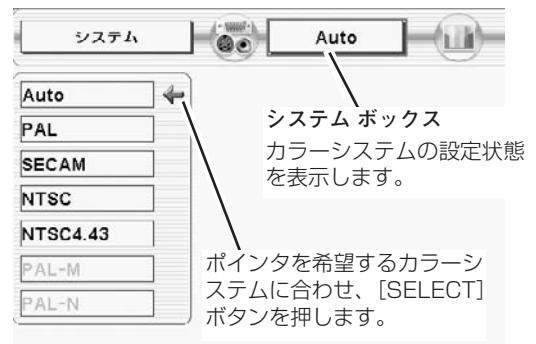 システム
Auto
Auto
PAL
SECAM
NTSC
NTSC4.43
PAL-M
PAL-N
システム ボックス
カラーシステムの設定状態
を表示します。
ポインタを希望するカラーシ
ステムに合わせ、[SELECT]
ボタンを押します。